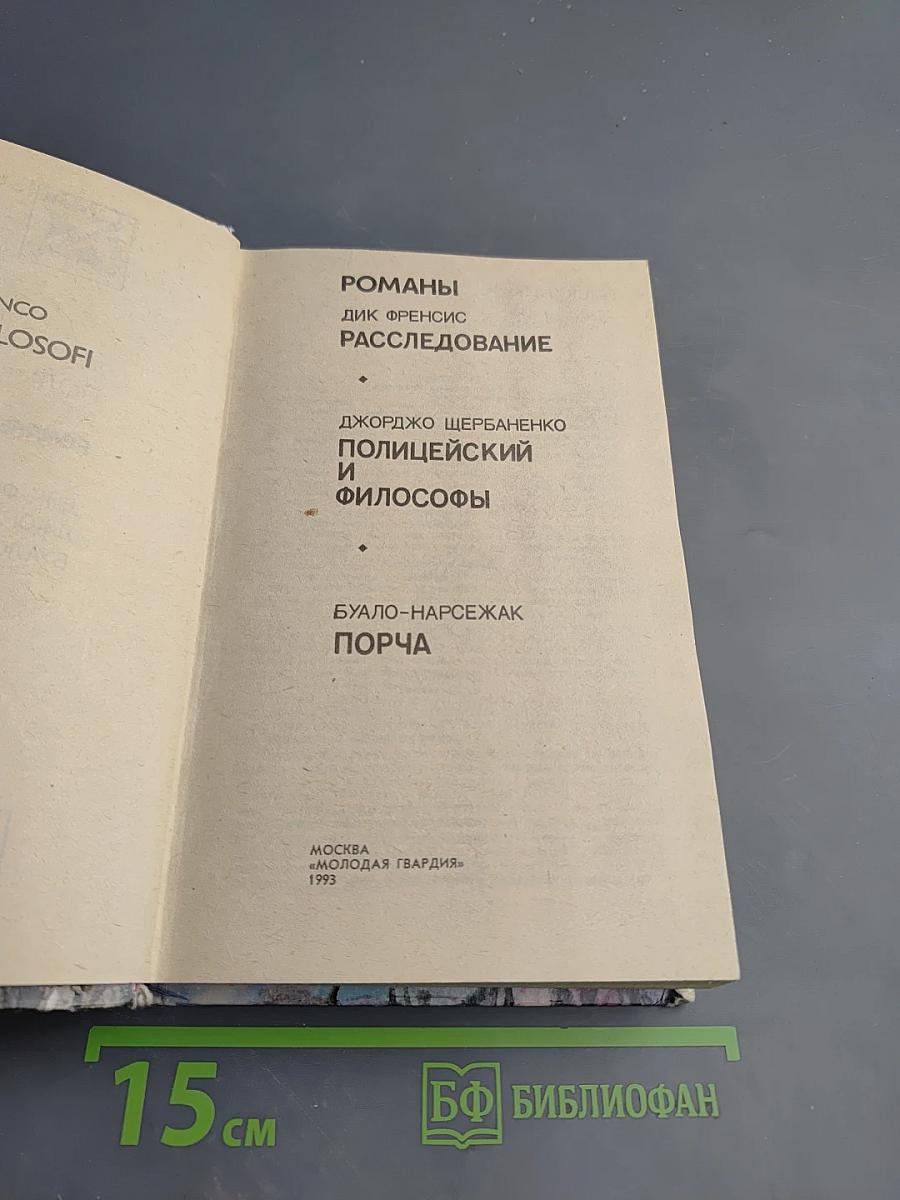 LOSOFI
РОМАНЫ
ДИК ФРЕНСИС
РАССЛЕДОВАНИЕ
ДЖОРДЖО ЩЕРБАНЕНКО
ПОЛИЦЕЙСКИЙ
И
ФИЛОСОФЫ
БУАЛО-НАРСЕЖАК
ПОРЧА
МОСКВА
«МОЛОДАЯ ГВАРДИЯ»
1993
15 см
БФ БИБЛИОФАН